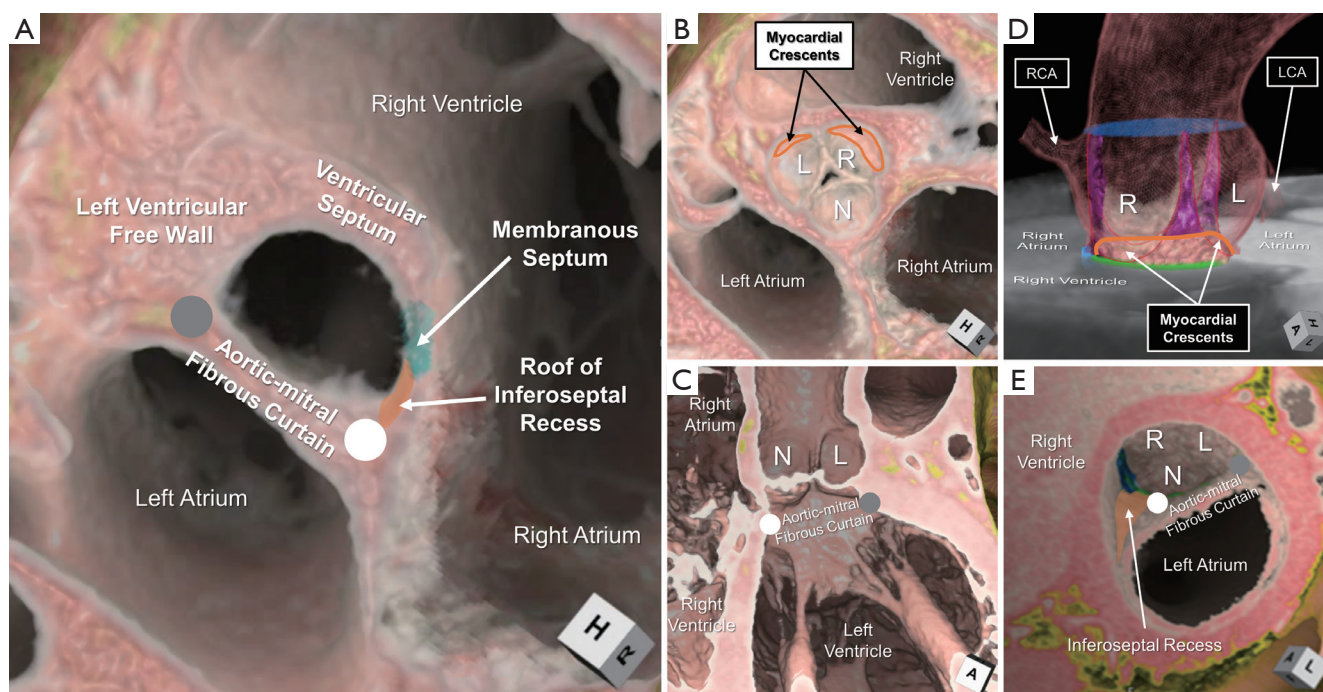 A
Right Ventricle
Ventricular
Septum
Left Ventricular
Free Wall
Membranous
Septum
Aortic-mitral
Fibrous Curtain
Roof of
Inferoseptal
Recess
Left Atrium
Right Atrium
H
R
B
Myocardial
Crescents
Right
Ventricle
L
R
N
Left Atrium
Right Atrium
H
R
C
Right
Atrium
N
L
Aortic-mitral
Fibrous Curtain
Right
Ventricle
Left
Ventricle
A
D
RCA
LCA
R
L
Right
Atrium
Left
Atrium
Right Ventricle
Myocardial
Crescents
H
A
L
E
Right
Ventricle
R
L
N
Aortic-mitral
Fibrous Curtain
Left Atrium
Inferoseptal Recess
A
L